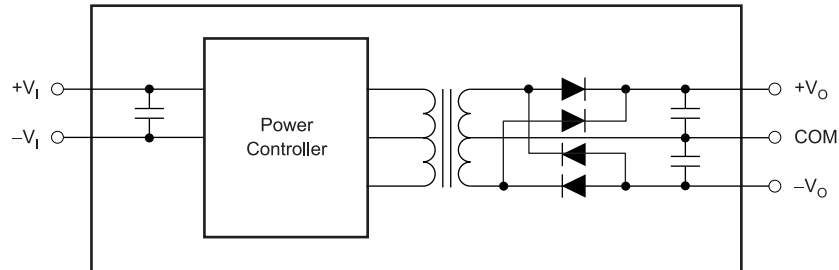 +V_I
−V_I
Power
Controller
+V_O
COM
−V_O